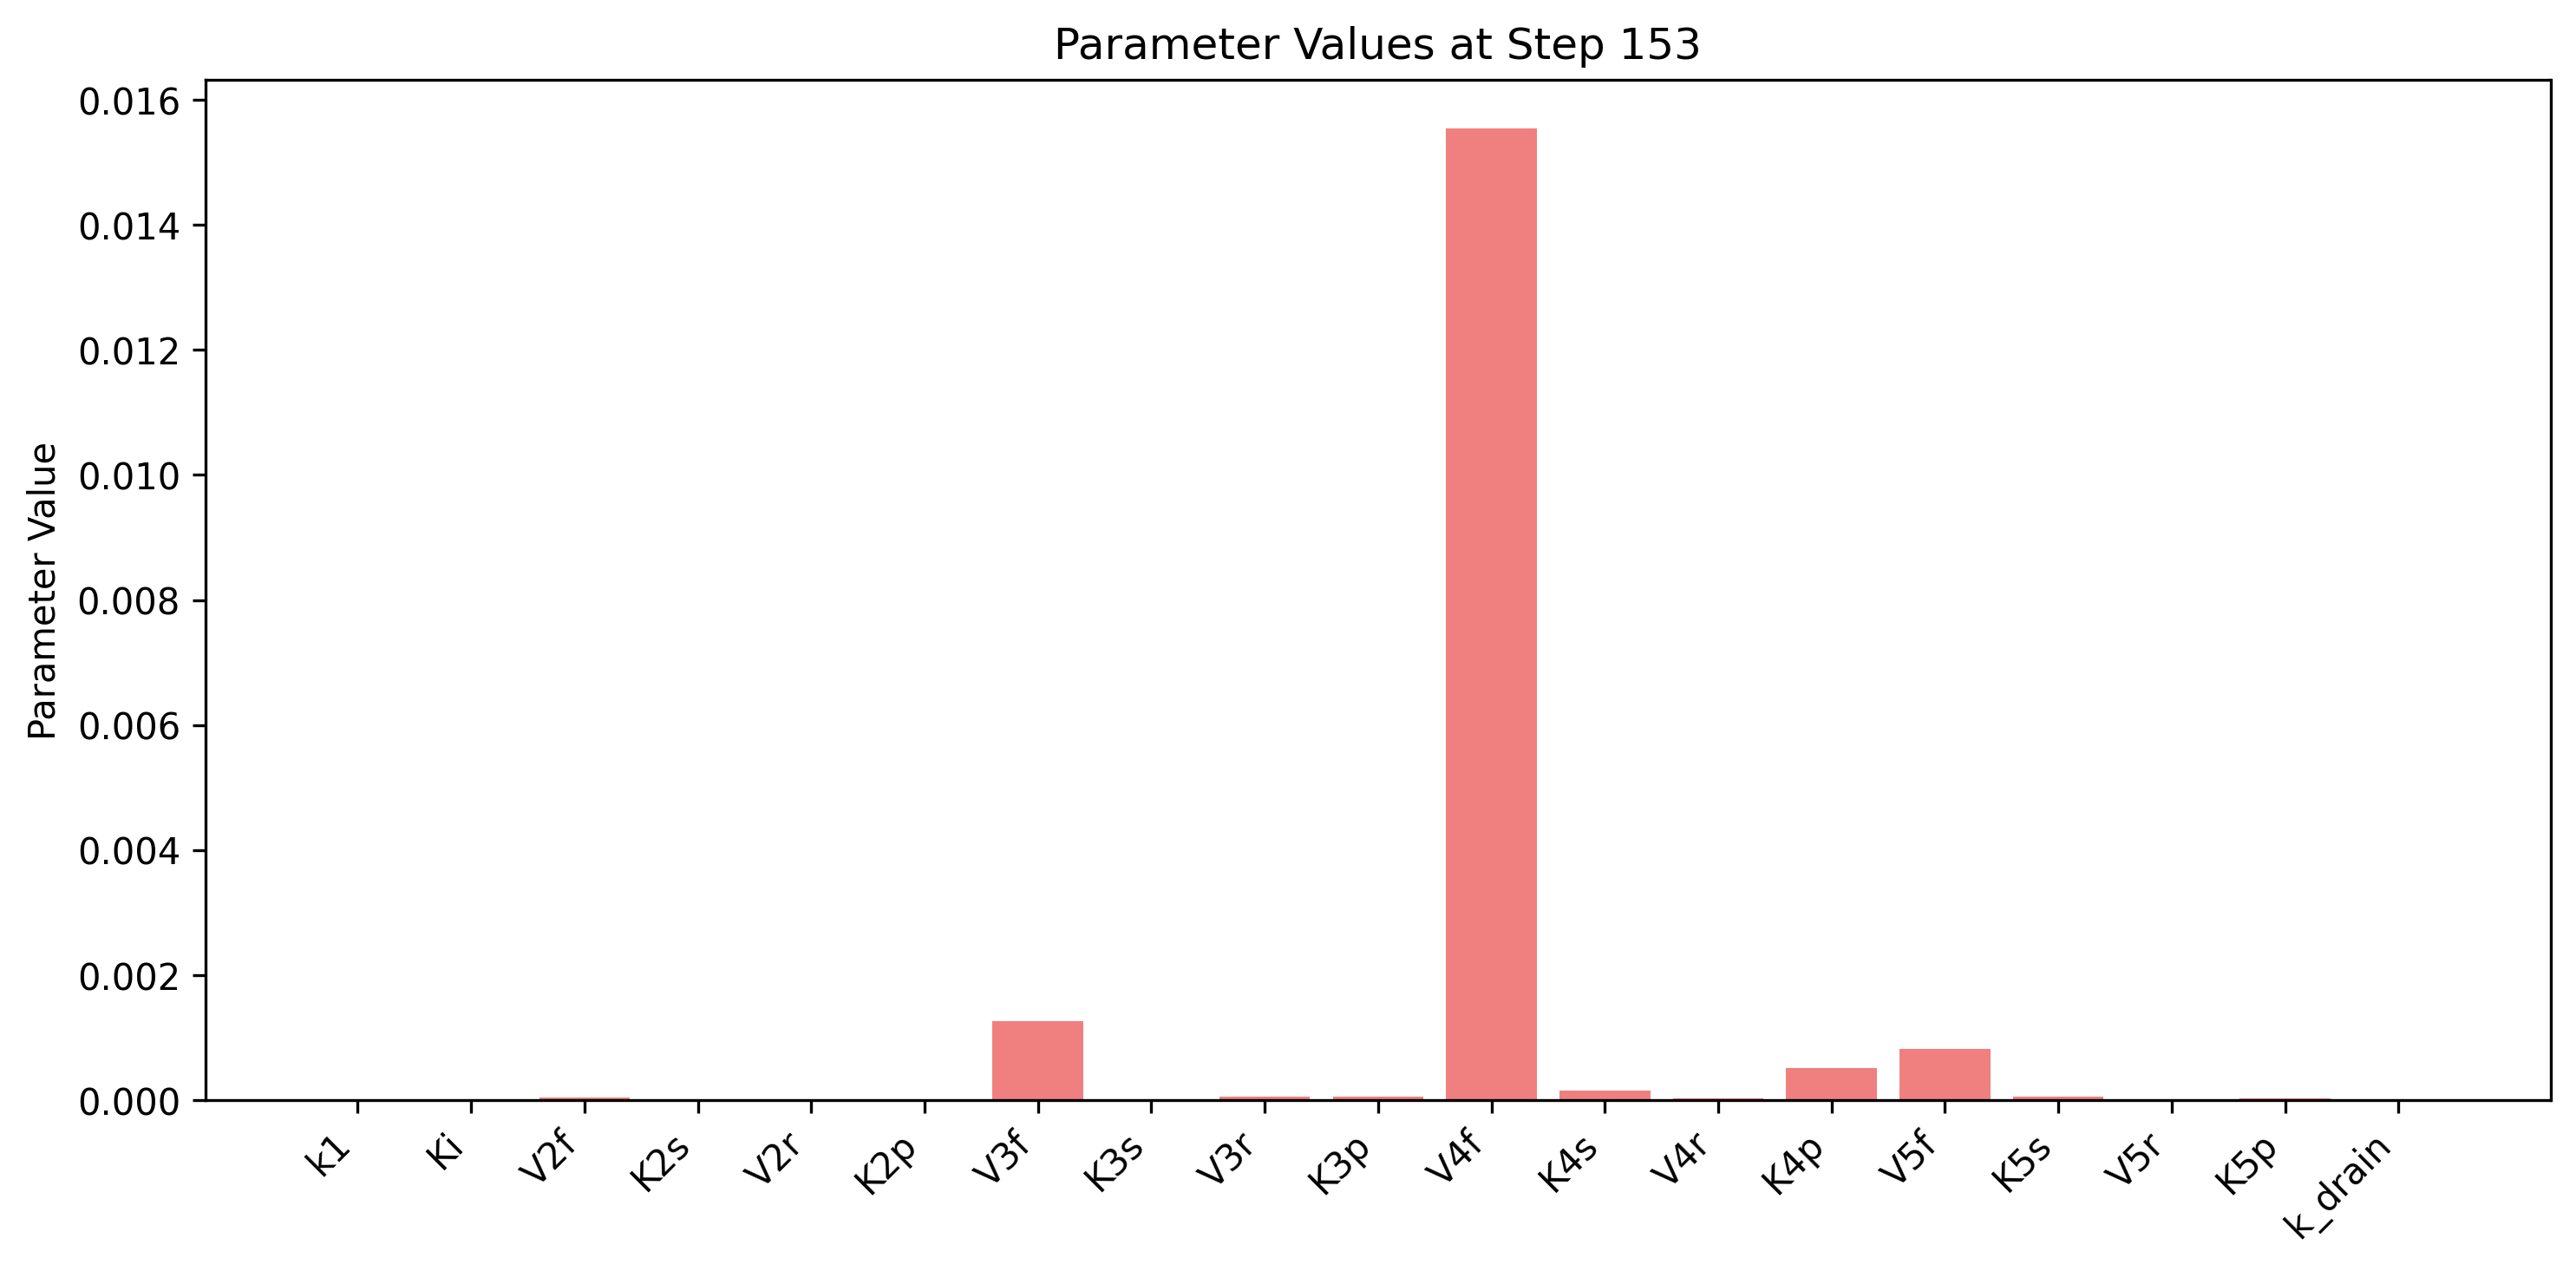 Parameter Values at Step 153
Parameter Value
0.016
0.014
0.012
0.010
0.008
0.006
0.004
0.002
0.000
k1
Ki
V2f
K2s
V2r
K2p
V3f
K3s
V3r
K3p
V4f
K4s
V4r
K4p
V5f
K5s
V5r
K5p
k_drain